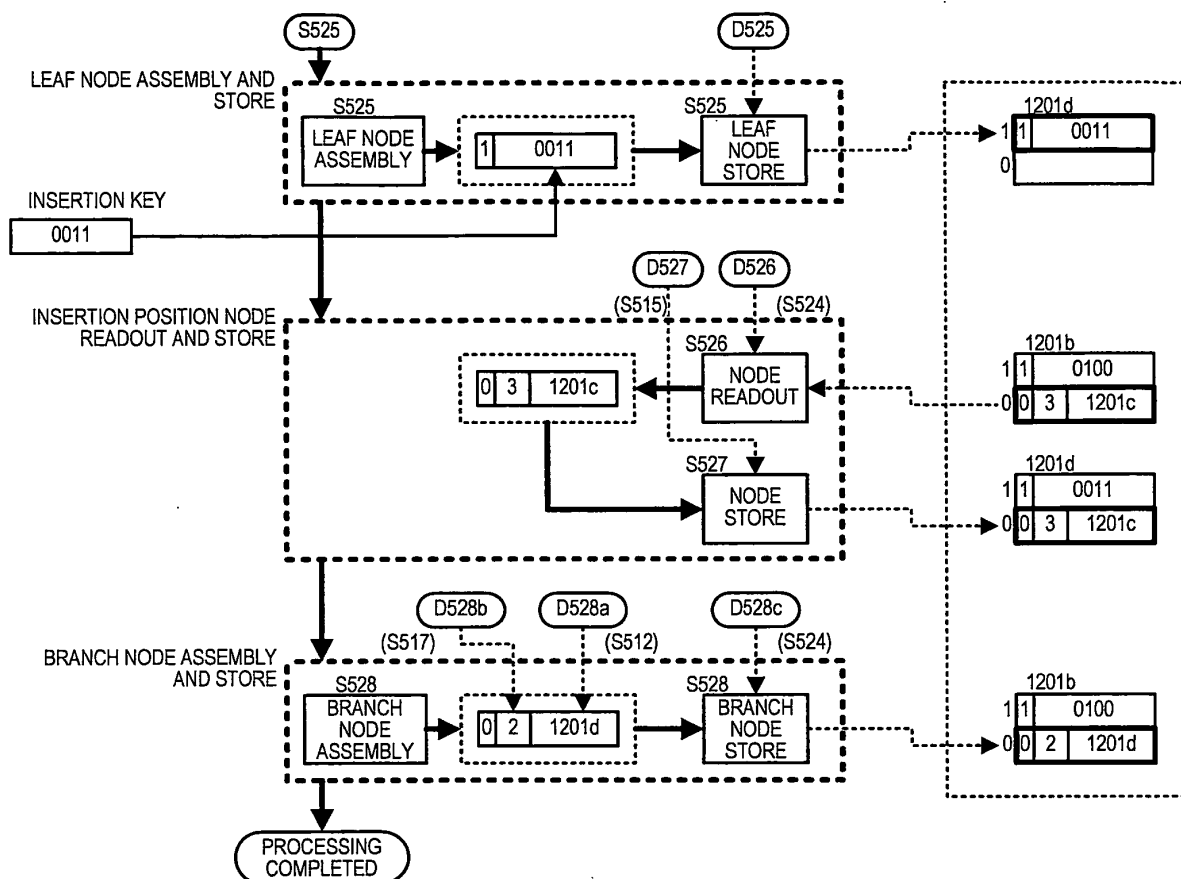 S525
D525
LEAF NODE ASSEMBLY AND
STORE
S525
LEAF NODE
ASSEMBLY
1 0011
S525
LEAF
NODE
STORE
1201d
1 1 0011
0
INSERTION KEY
0011
D527
D526
(S515)
(S524)
INSERTION POSITION NODE
READOUT AND STORE
0 3 1201c
S526
NODE
READOUT
1201b
1 1 0100
0 0 3 1201c
S527
NODE
STORE
1201d
1 1 0011
0 0 3 1201c
D528b
D528a
D528c
(S517)
(S512)
(S524)
BRANCH NODE ASSEMBLY
AND STORE
S528
BRANCH
NODE
ASSEMBLY
0 2 1201d
S528
BRANCH
NODE
STORE
1201b
1 1 0100
0 0 2 1201d
PROCESSING
COMPLETED